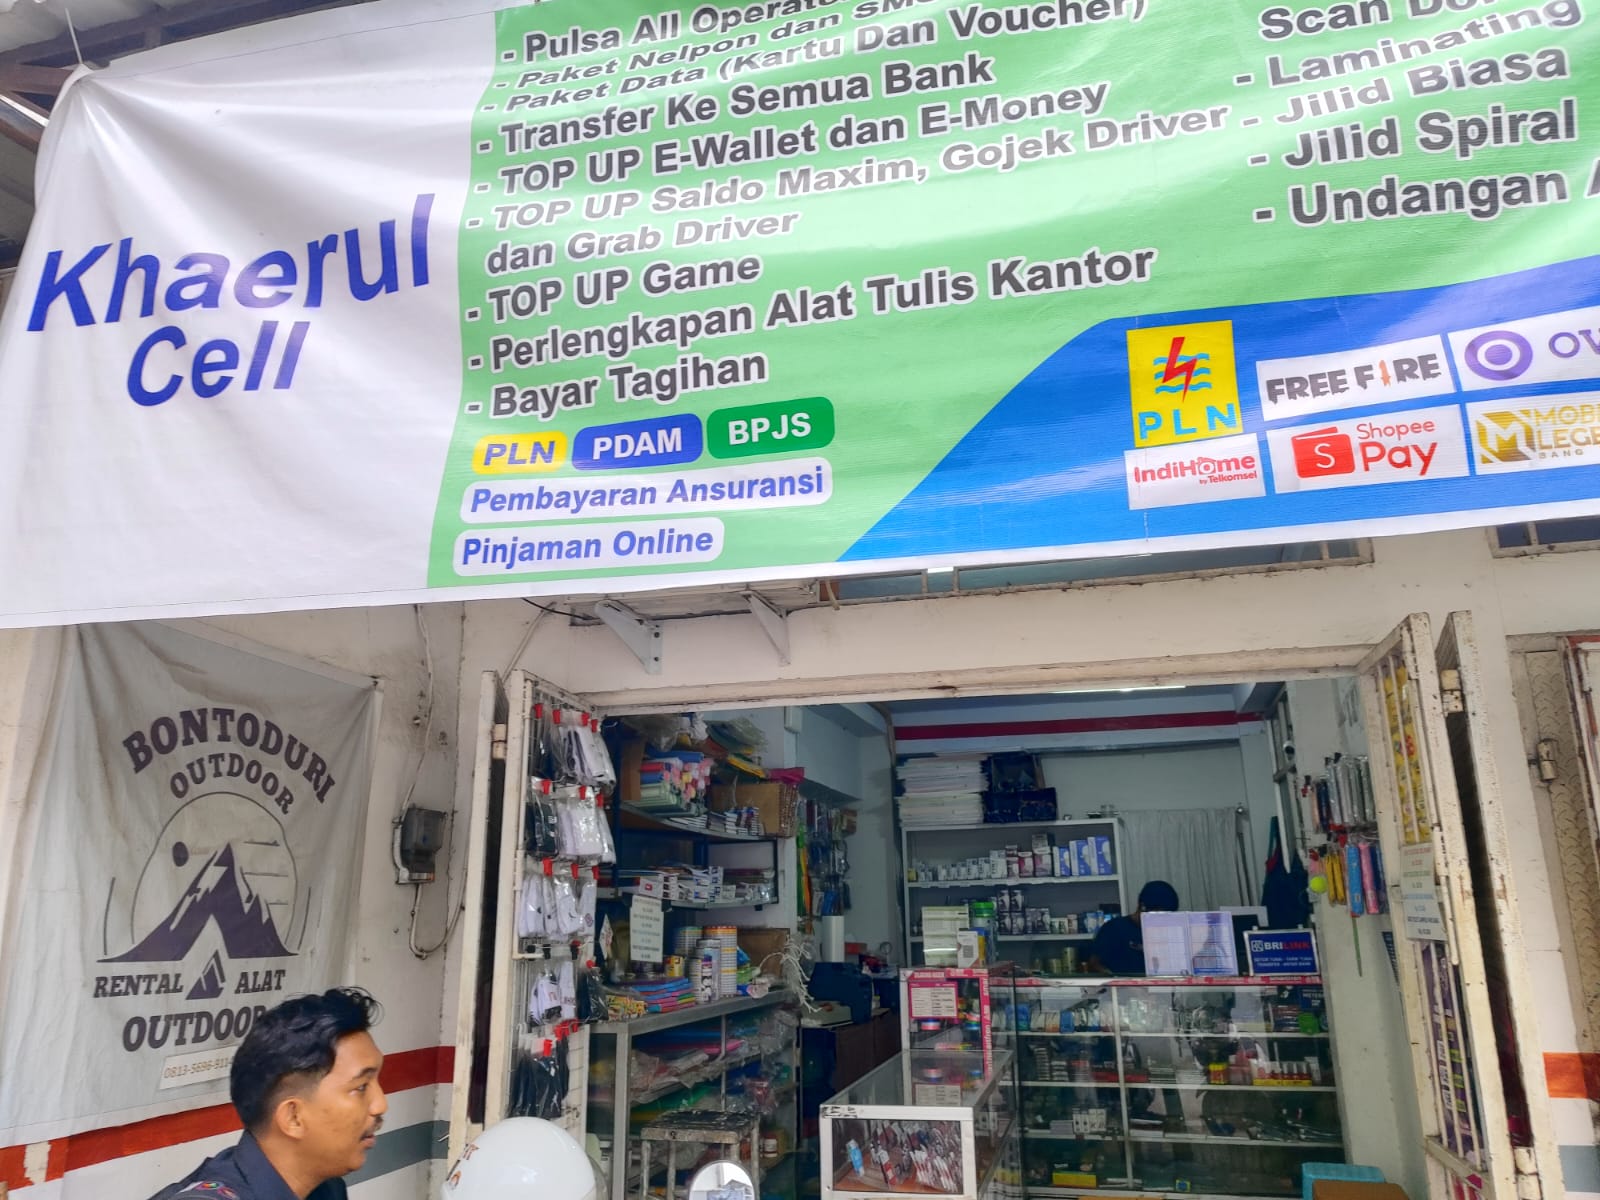 Khaerul
Cell
- Pulsa All
- Paket Nelpon dan SMS
- Paket Data (Kartu Dan Voucher)
- Transfer Ke Semua Bank
- TOP UP E-Wallet dan E-Money
- TOP UP Saldo Maxim, Gojek Driver
dan Grab Driver
- TOP UP Game
- Perlengkapan Alat Tulis Kantor
- Bayar Tagihan
PLN PDAM BPJS
Pembayaran Ansuransi
Pinjaman Online
Scan
- Laminating
- Jilid Biasa
- Jilid Spiral
- Undangan
PLN
FREE FIRE
IndiHome
by Telkomsel
Shopee
Pay
BANG
BONTODURI
OUTDOOR
RENTAL ALAT
OUTDOOR
BRILINK